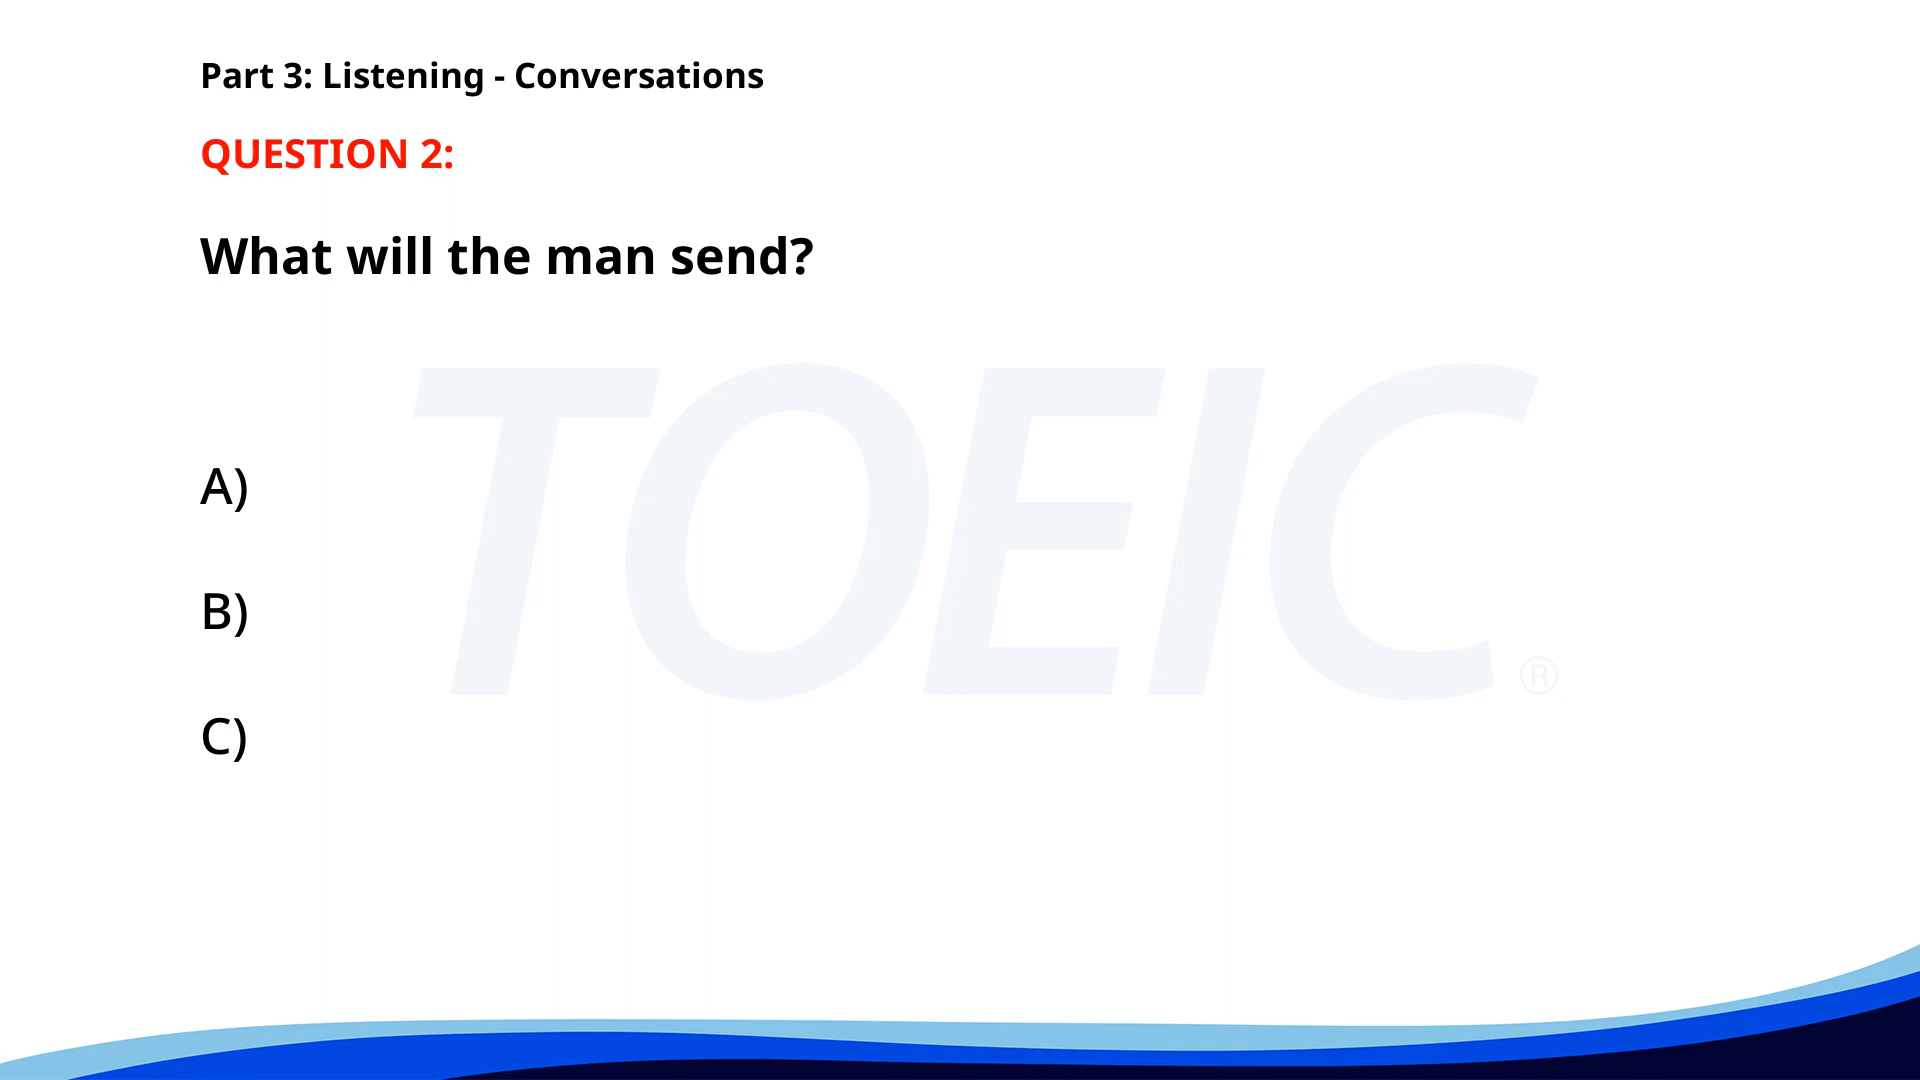 Part 3: Listening - Conversations
QUESTION 2:
What will the man send?
TOEIC®
A)
B)
C)